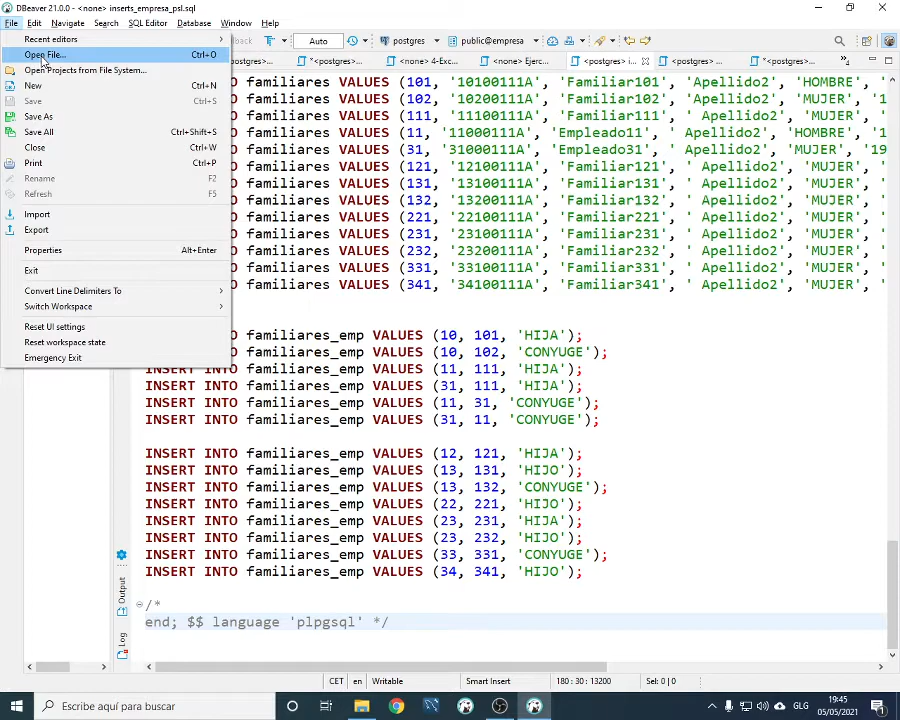 DBeaver 21.0.0 - <none> inserts_empresa_psl.sql
File Edit Navigate Search SQL Editor Database Window Help
Auto postgres public@empresa
ostgres>... *<postgres>... <none> 4-Exc... <none> Ejerc... <postgres> i... <postgres>... *<postgres>...
Recent editors
Open File... Ctrl+O
Open Projects from File System...
New Ctrl+N
Save Ctrl+S
Save As
Save All Ctrl+Shift+S
Close Ctrl+W
Print Ctrl+P
Rename F2
Refresh F5
Import
Export
Properties Alt+Enter
Exit
Convert Line Delimiters To
Switch Workspace
Reset UI settings
Reset workspace state
Emergency Exit
O familiares VALUES (101, '10100111A', 'Familiar101', 'Apellido2', 'HOMBRE'
O familiares VALUES (102, '10200111A', 'Familiar102', 'Apellido2', 'MUJER', '1
O familiares VALUES (111, '11100111A', 'Familiar111', 'Apellido2', 'MUJER',
O familiares VALUES (11, '11000111A', 'Empleado11', 'Apellido2', 'HOMBRE',
O familiares VALUES (31, '31000111A', 'Empleado31', 'Apellido2', 'MUJER', '19
O familiares VALUES (121, '12100111A', 'Familiar121', 'Apellido2', 'MUJER',
O familiares VALUES (131, '13100111A', 'Familiar131', 'Apellido2', 'MUJER',
O familiares VALUES (132, '13200111A', 'Familiar132', 'Apellido2', 'MUJER',
O familiares VALUES (221, '22100111A', 'Familiar221', 'Apellido2', 'MUJER',
O familiares VALUES (231, '23100111A', 'Familiar231', 'Apellido2', 'MUJER',
O familiares VALUES (232, '23200111A', 'Familiar232', 'Apellido2', 'MUJER',
O familiares VALUES (331, '33100111A', 'Familiar331', 'Apellido2', 'MUJER',
O familiares VALUES (341, '34100111A', 'Familiar341', 'Apellido2', 'MUJER',
O familiares_emp VALUES (10, 101, 'HIJA');
O familiares_emp VALUES (10, 102, 'CONYUGE');
INSERT INTO familiares_emp VALUES (11, 111, 'HIJA');
INSERT INTO familiares_emp VALUES (31, 111, 'HIJA');
INSERT INTO familiares_emp VALUES (11, 31, 'CONYUGE');
INSERT INTO familiares_emp VALUES (31, 11, 'CONYUGE');
INSERT INTO familiares_emp VALUES (12, 121, 'HIJA');
INSERT INTO familiares_emp VALUES (13, 131, 'HIJO');
INSERT INTO familiares_emp VALUES (13, 132, 'CONYUGE');
INSERT INTO familiares_emp VALUES (22, 221, 'HIJO');
INSERT INTO familiares_emp VALUES (23, 231, 'HIJA');
INSERT INTO familiares_emp VALUES (23, 232, 'HIJO');
INSERT INTO familiares_emp VALUES (33, 331, 'CONYUGE');
INSERT INTO familiares_emp VALUES (34, 341, 'HIJO');
/*
end; $$ language 'plpgsql' */
Output
Log
CET en Writable Smart Insert 180 : 30 : 13200 Sel: 0 | 0
Escribe aquí para buscar
GLG
19:45
05/05/2021
1